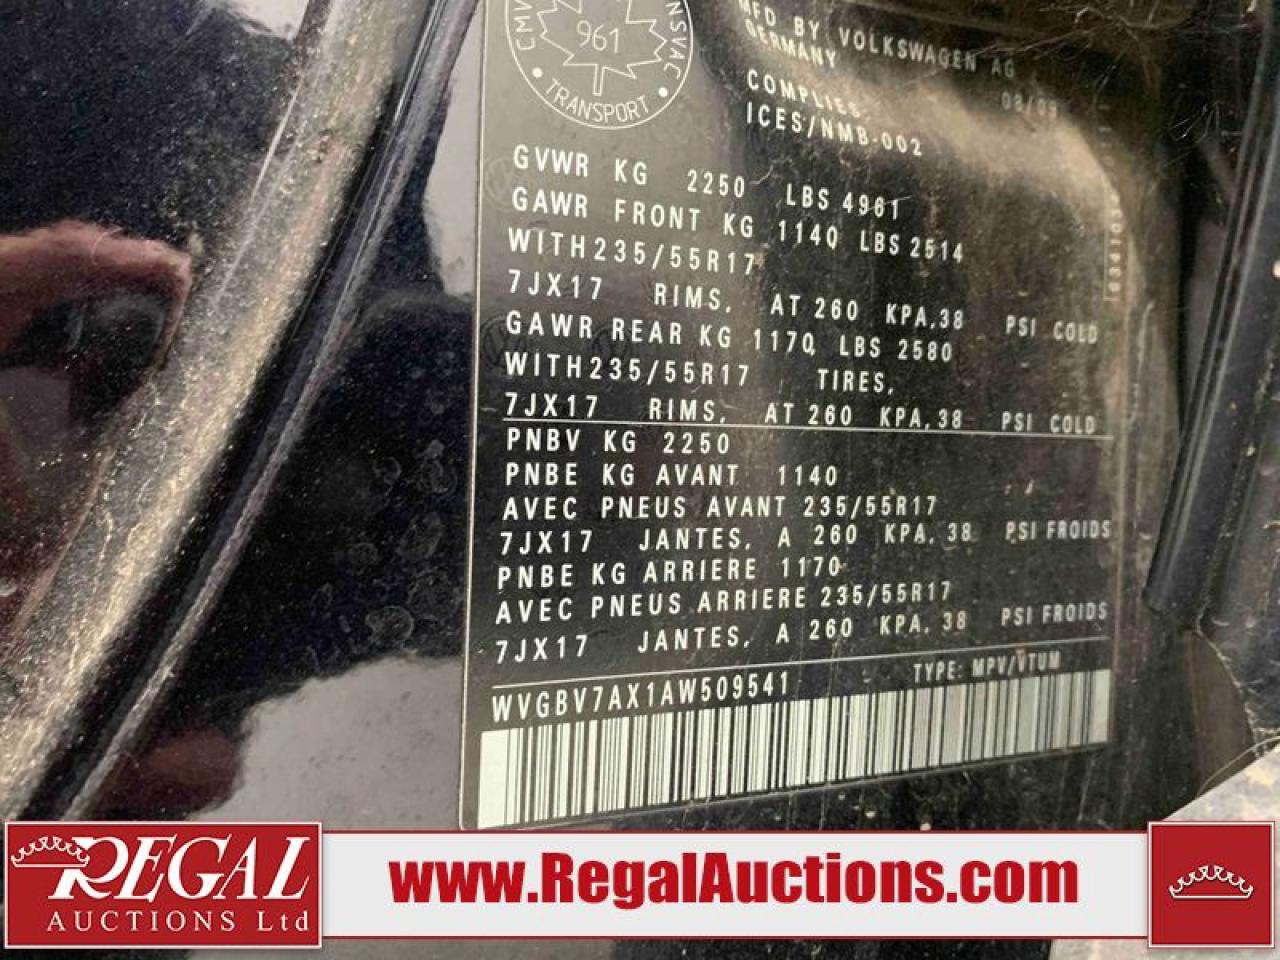 CMV
TRANSPORT
961
MFD BY VOLKSWAGEN AG
GERMANY
08/09
COMPLIES:
ICES/NMB-002
GVWR KG 2250 LBS 4961
GAWR FRONT KG 1140 LBS 2514
WITH235/55R17
7JX17 RIMS, AT 260 KPA,38 PSI COLD
GAWR REAR KG 1170 LBS 2580
WITH235/55R17 TIRES,
7JX17 RIMS, AT 260 KPA,38 PSI COLD
PNBV KG 2250
PNBE KG AVANT 1140
AVEC PNEUS AVANT 235/55R17
7JX17 JANTES, A 260 KPA, 38 PSI FROIDS
PNBE KG ARRIERE 1170
AVEC PNEUS ARRIERE 235/55R17
7JX17 JANTES, A 260 KPA, 38 PSI FROIDS
TYPE: MPV/VTUM
WVGBV7AX1AW509541
REGAL
AUCTIONS Ltd
www.RegalAuctions.com